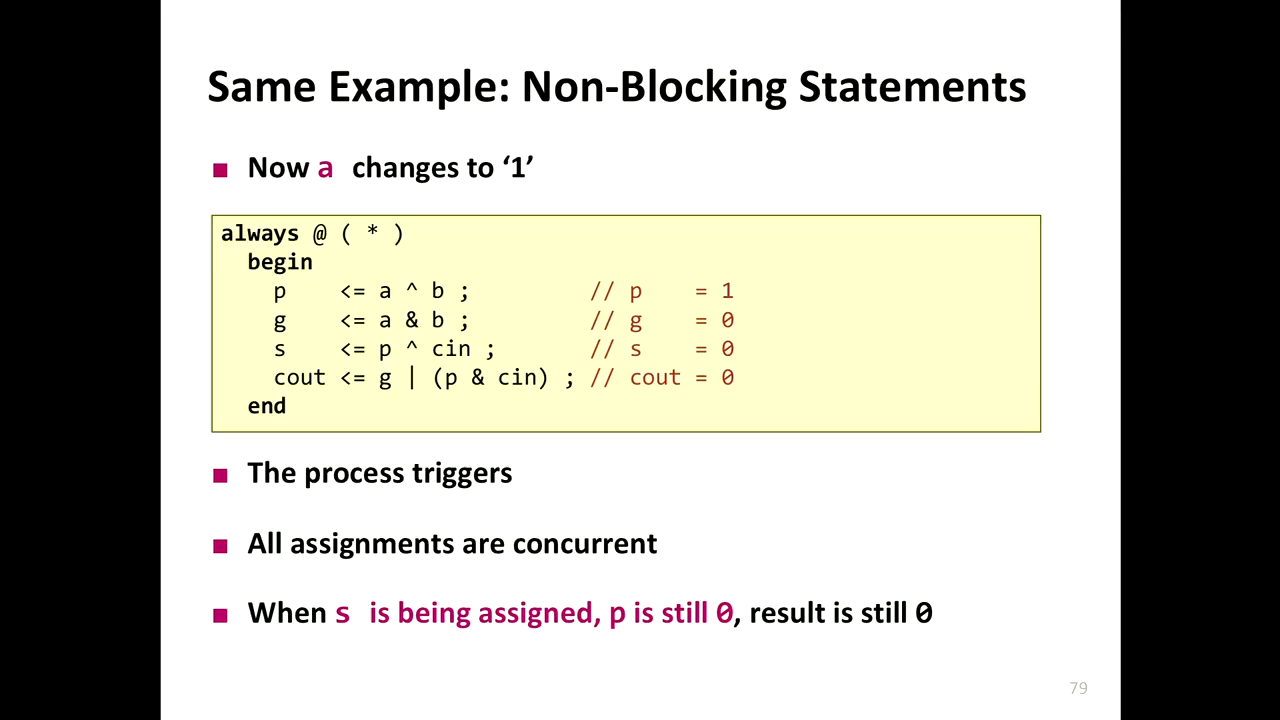 Same Example: Non-Blocking Statements
■ Now a changes to ‘1’
always @ ( * )
begin
p <= a ^ b ; // p = 1
g <= a & b ; // g = 0
s <= p ^ cin ; // s = 0
cout <= g | (p & cin) ; // cout = 0
end
■ The process triggers
■ All assignments are concurrent
■ When s is being assigned, p is still 0, result is still 0
79